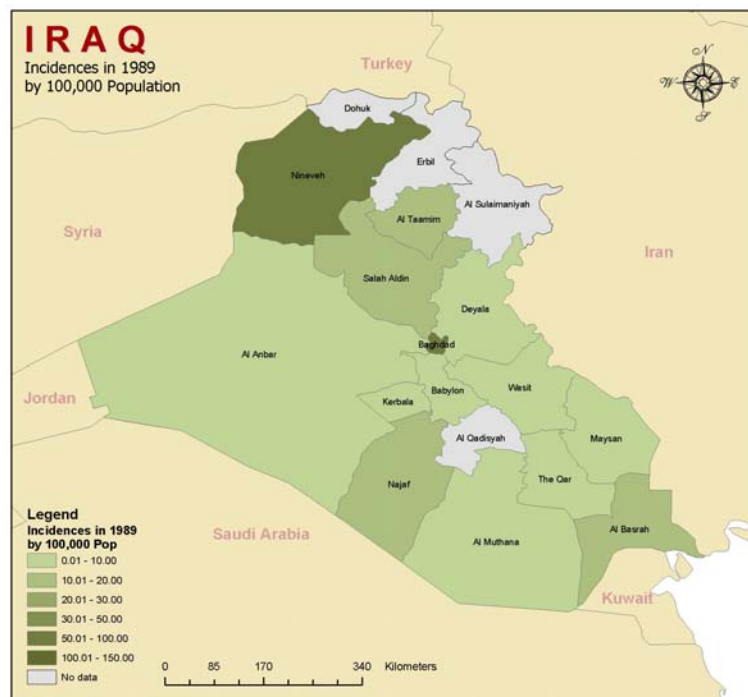 IRAQ
Incidences in 1989
by 100,000 Population
Turkey
N
W E
S
Dohuk
Nineveh
Erbil
Al Sulaimaniyah
Al Taamim
Syria
Iran
Salah Aldin
Deyala
Baghdad
Al Anbar
Wasit
Babylon
Kerbala
Jordan
Al Qadisyah
Maysan
Najaf
The Qar
Al Basrah
Saudi Arabia
Al Muthana
Kuwait
Legend
Incidences in 1989
by 100,000 Pop
0.01 - 10.00
10.01 - 20.00
20.01 - 30.00
30.01 - 50.00
50.01 - 100.00
100.01 - 150.00
No data
0 85 170 340 Kilometers